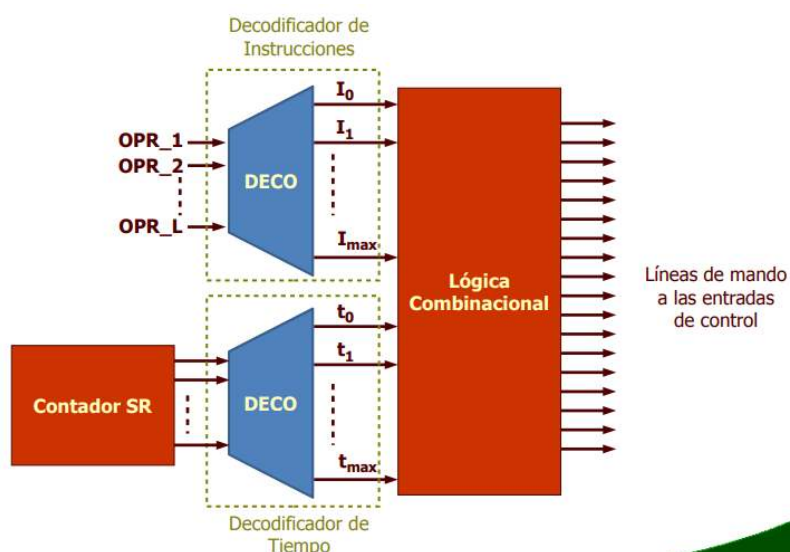 Decodificador de
Instrucciones
I0
OPR_1
I1
OPR_2
DECO
OPR_L
Imax
Lógica
Combinacional
Líneas de mando
a las entradas
de control
t0
t1
Contador SR
DECO
tmax
Decodificador de
Tiempo